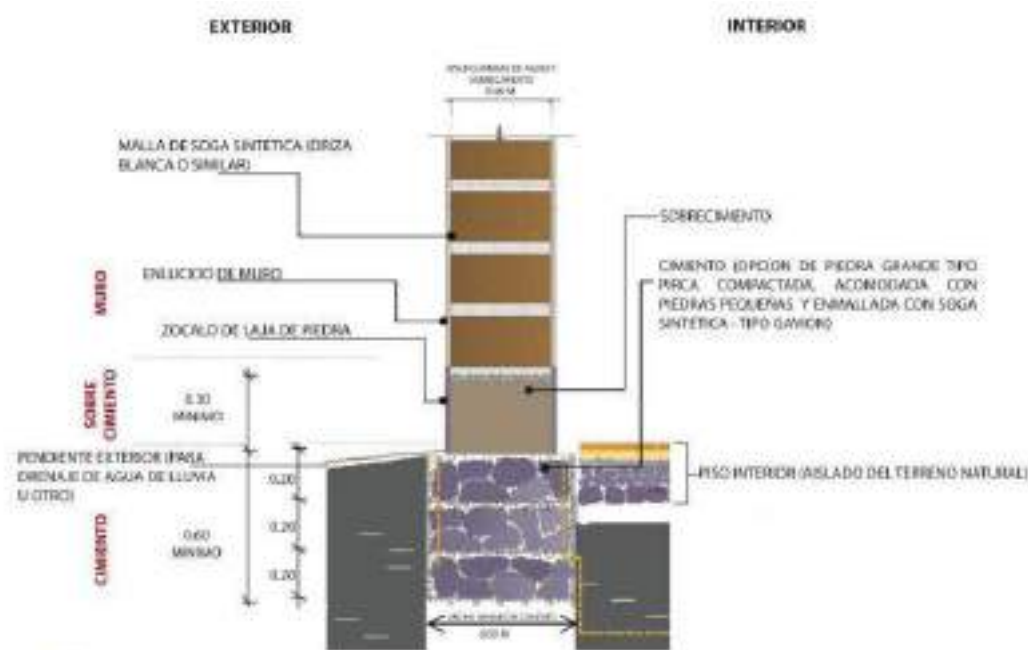 EXTERIOR
INTERIOR
MALLA DE SOGA SINTÉTICA (DRIZA
BLANCA O SIMILAR)
SOBRECIMIENTO
ENLUCIDO DE MURO
CIMIENTO (OPCION DE PIEDRA GRANDE TIPO
PIRCA COMPACTADA, ACOMODADA CON
PIEDRAS PEQUEÑAS Y ENMALLADA CON SOGA
SINTÉTICA - TIPO GAVION)
MURO
ZOCALO DE LAJA DE PIEDRA
SOBRE
CIMIENTO
0.30
MINIMO
PENDIENTE EXTERIOR (PARA
DRENAJE DE AGUA DE LLUVIA
U OTRO)
0.20
PISO INTERIOR (AISLADO DEL TERRENO NATURAL)
CIMIENTO
0.60
MINIMO
0.20
0.20